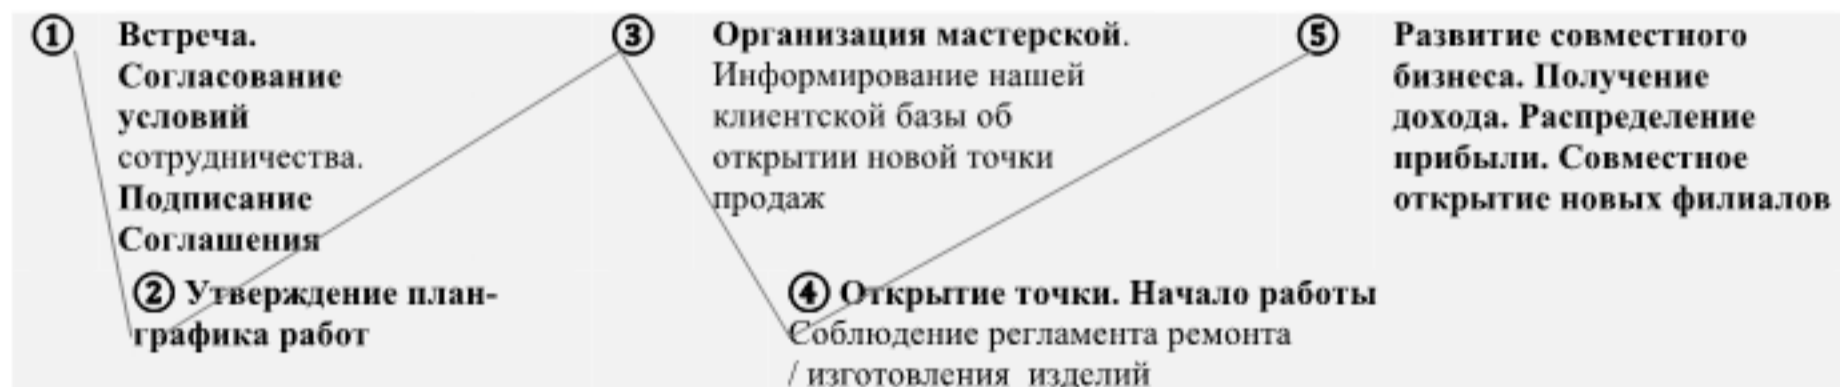 ① Встреча.
Согласование
условий
сотрудничества.
Подписание
Соглашения
② Утверждение план-
графика работ
③ Организация мастерской.
Информирование нашей
клиентской базы об
открытии новой точки
продаж
④ Открытие точки. Начало работы
Соблюдение регламента ремонта
/ изготовления изделий
⑤ Развитие совместного
бизнеса. Получение
дохода. Распределение
прибыли. Совместное
открытие новых филиалов